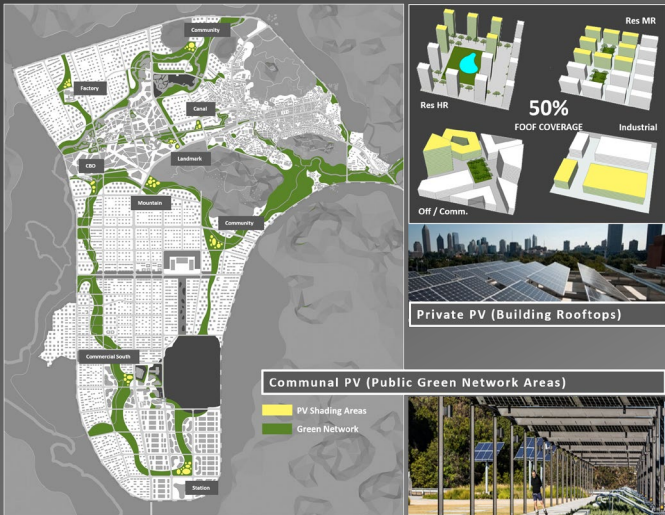 Community
Factory
Canal
Landmark
CBD
Mountain
Community
Commercial South
Station
Res MR
Res HR
50%
FOOF COVERAGE
Industrial
Off / Comm.
Private PV (Building Rooftops)
Communal PV (Public Green Network Areas)
PV Shading Areas
Green Network